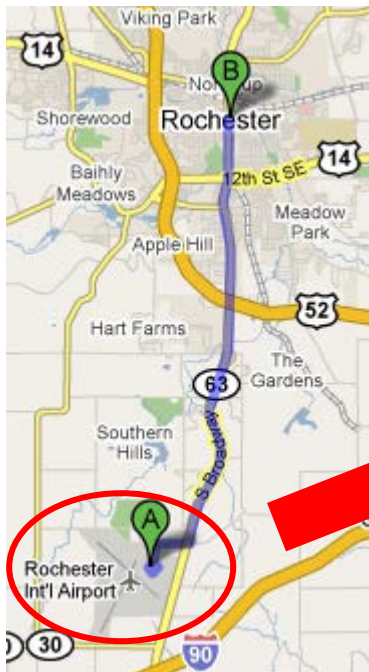 Viking Park
14
B
Rochester
Shorewood
14
12th St SE
Baihly
Meadows
Meadow
Park
Apple Hill
52
Hart Farms
The
Gardens
63
S Broadway
Southern
Hills
A
Rochester
Int'l Airport
30
90